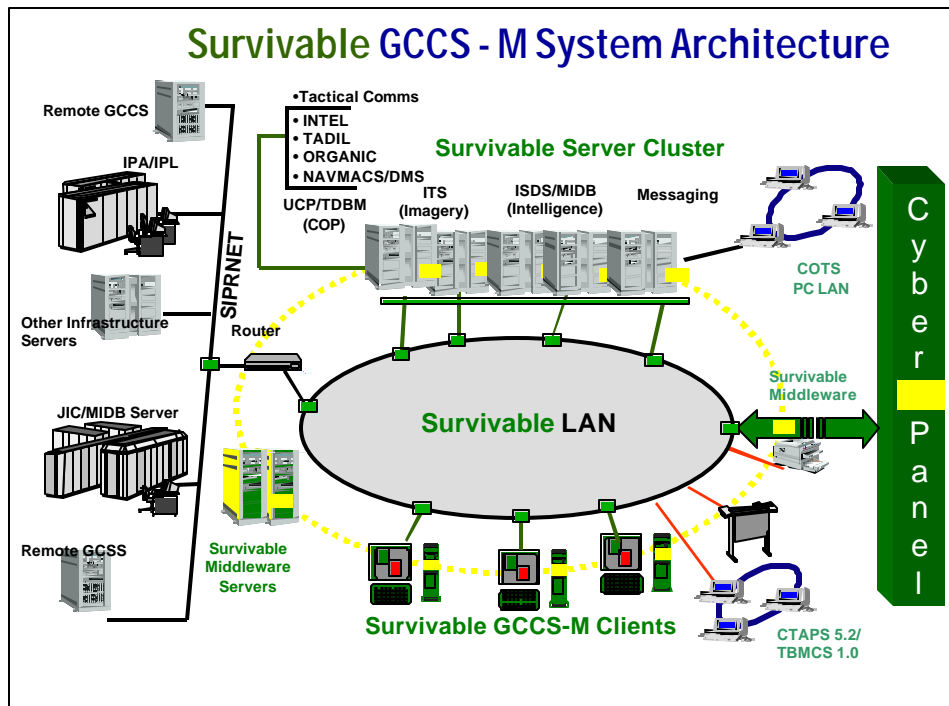 Survivable GCCS - M System Architecture
Remote GCCS
IPA/IPL
SIPRNET
Other Infrastructure
Servers
JIC/MIDB Server
Remote GCSS
Router
•Tactical Comms
• INTEL
• TADIL
• ORGANIC
• NAVMACS/DMS
UCP/TDBM
(COP)
Survivable Server Cluster
ITS
(Imagery)
ISDS/MIDB
(Intelligence)
Messaging
COTS
PC LAN
Survivable
Middleware
Survivable LAN
Survivable
Middleware
Servers
Survivable GCCS-M Clients
CTAPS 5.2/
TBMCS 1.0
Cyber Panel